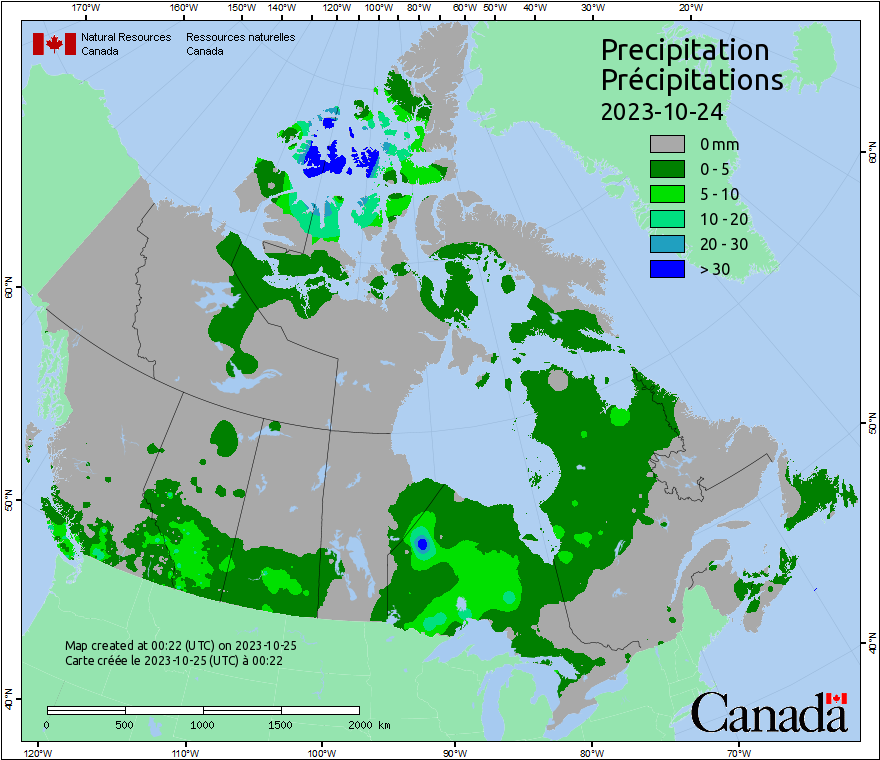 170°W 160°W 150°W 140°W 130°W 120°W 110°W 100°W 90°W 80°W 60°W 50°W 40°W 30°W 20°W
Natural Resources Ressources naturelles
Canada Canada
Precipitation
Précipitations
2023-10-24
0 mm
0 - 5
5 - 10
10 - 20
20 - 30
> 30
60°N
60°N
50°N
50°N
40°N
40°N
Map created at 00:22 (UTC) on 2023-10-25
Carte créée le 2023-10-25 (UTC) à 00:22
0 500 1000 1500 2000 km
Canada
120°W 110°W 100°W 90°W 80°W 70°W